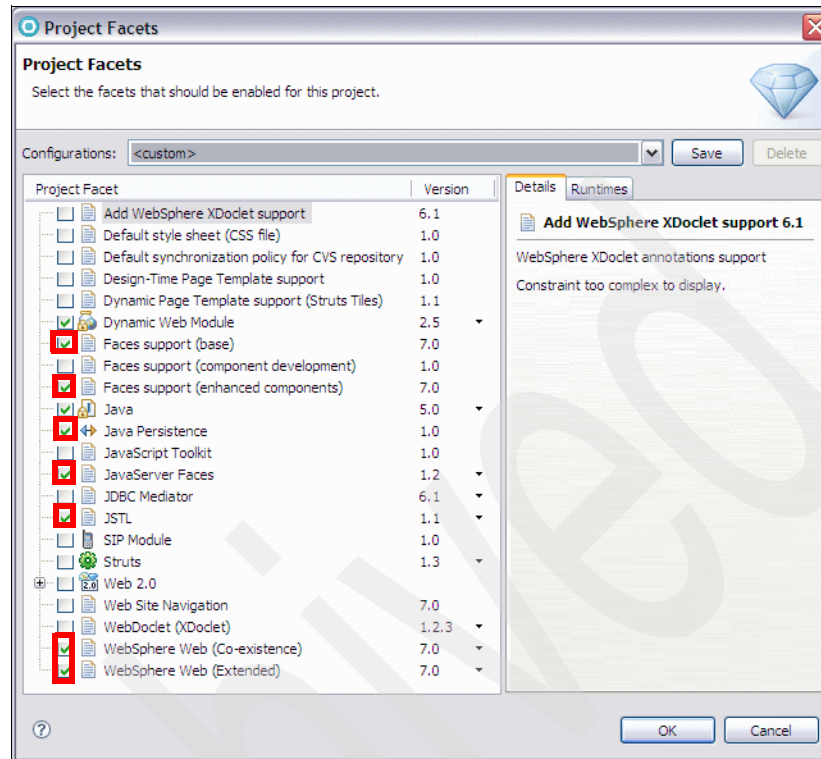 Project Facets
Project Facets
Select the facets that should be enabled for this project.
Configurations: <custom> Save Delete
Project Facet Version
Add WebSphere XDoclet support 6.1
Default style sheet (CSS file) 1.0
Default synchronization policy for CVS repository 1.0
Design-Time Page Template support 1.0
Dynamic Page Template support (Struts Tiles) 1.1
Dynamic Web Module 2.5
Faces support (base) 7.0
Faces support (component development) 1.0
Faces support (enhanced components) 7.0
Java 5.0
Java Persistence 1.0
JavaScript Toolkit 1.0
JavaServer Faces 1.2
JDBC Mediator 6.1
JSTL 1.1
SIP Module 1.0
Struts 1.3
2.0 Web 2.0
Web Site Navigation 7.0
WebDoclet (XDoclet) 1.2.3
WebSphere Web (Co-existence) 7.0
WebSphere Web (Extended) 7.0
Details Runtimes
Add WebSphere XDoclet support 6.1
WebSphere XDoclet annotations support
Constraint too complex to display.
? OK Cancel